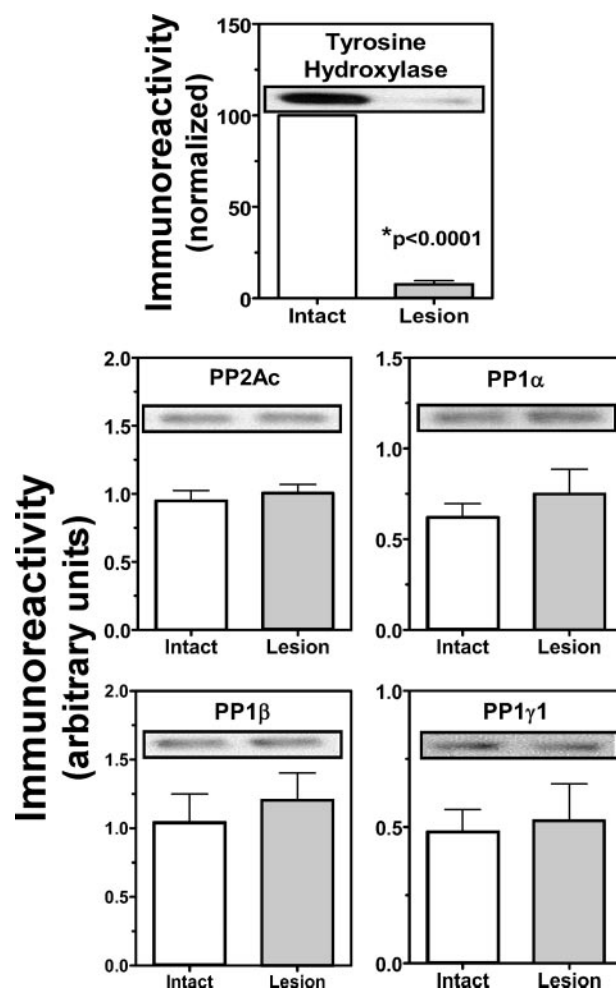 Immunoreactivity
(normalized)
150
100
50
0
Tyrosine
Hydroxylase
*p<0.0001
Intact Lesion
Immunoreactivity
(arbitrary units)
2.0
1.5
1.0
0.5
0.0
PP2Ac
Intact Lesion
1.5
1.0
0.5
0.0
PP1α
Intact Lesion
2.0
1.5
1.0
0.5
0.0
PP1β
Intact Lesion
1.0
0.5
0.0
PP1γ1
Intact Lesion